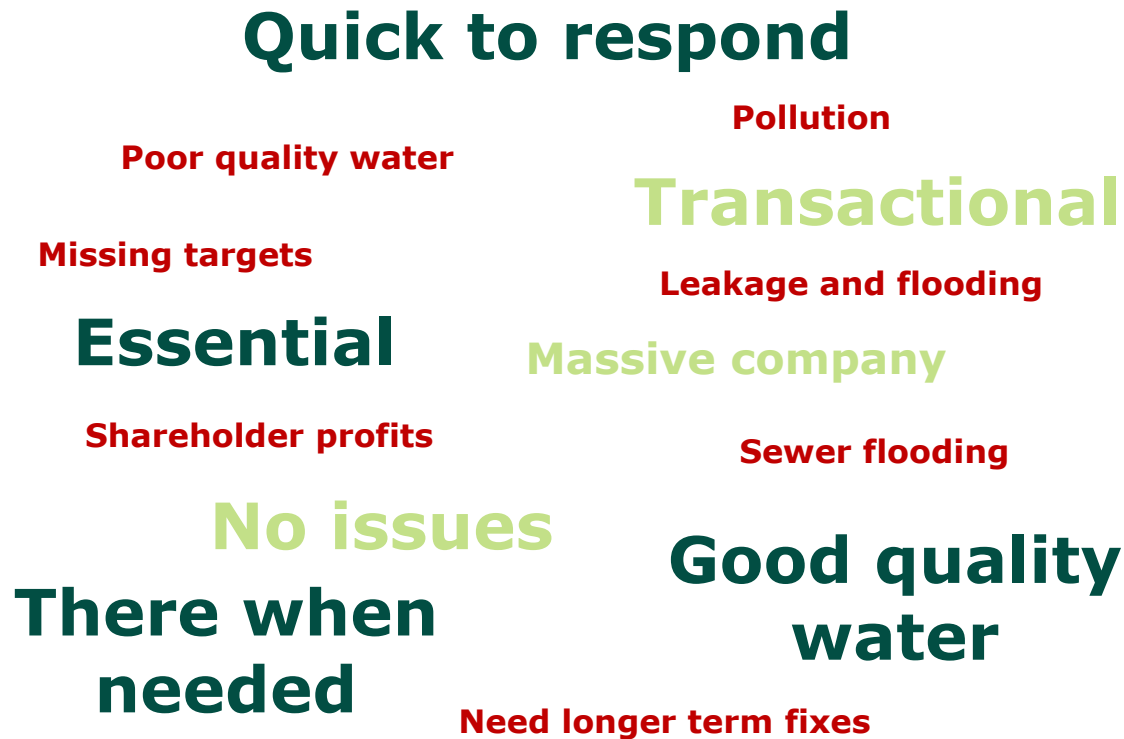 Quick to respond
Pollution
Poor quality water
Transactional
Missing targets
Leakage and flooding
Essential
Massive company
Shareholder profits
Sewer flooding
No issues
Good quality
water
There when
needed
Need longer term fixes